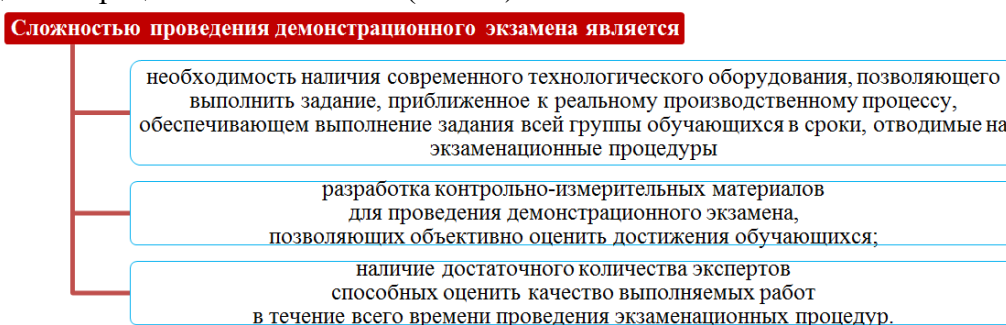 Сложностью проведения демонстрационного экзамена является
необходимость наличия современного технологического оборудования, позволяющего
выполнить задание, приближенное к реальному производственному процессу,
обеспечивающем выполнение задания всей группы обучающихся в сроки, отводимые на
экзаменационные процедуры
разработка контрольно-измерительных материалов
для проведения демонстрационного экзамена,
позволяющих объективно оценить достижения обучающихся;
наличие достаточного количества экспертов
способных оценить качество выполняемых работ
в течение всего времени проведения экзаменационных процедур.